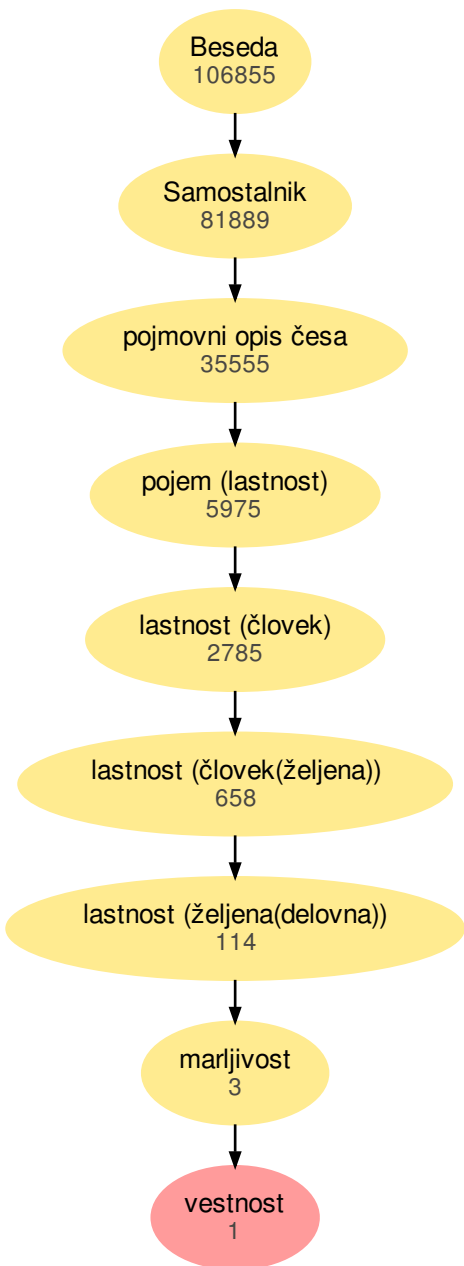 Beseda
106855
Samostalnik
81889
pojmovni opis česa
35555
pojem (lastnost)
5975
lastnost (človek)
2785
lastnost (človek(željena))
658
lastnost (željena(delovna))
114
marljivost
3
vestnost
1